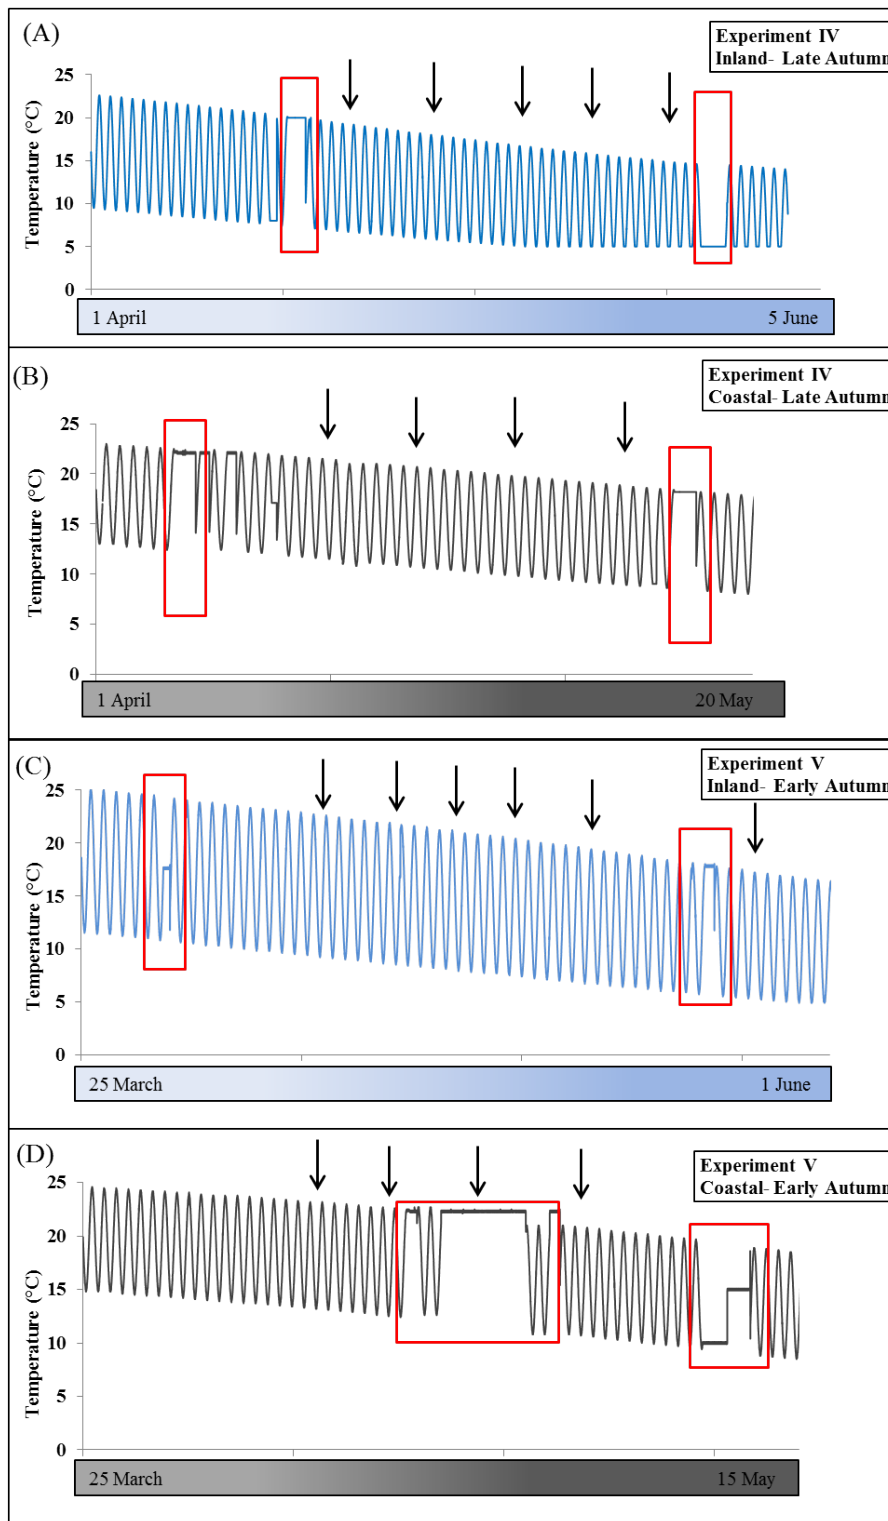 (A)
Experiment IV
Inland- Late Autumn
Temperature (°C)
25
20
15
10
5
0
1 April
5 June
(B)
Experiment IV
Coastal- Late Autumn
Temperature (°C)
25
20
15
10
5
0
1 April
20 May
(C)
Experiment V
Inland- Early Autumn
Temperature (°C)
25
20
15
10
5
0
25 March
1 June
(D)
Experiment V
Coastal- Early Autumn
Temperature (°C)
25
20
15
10
5
0
25 March
15 May